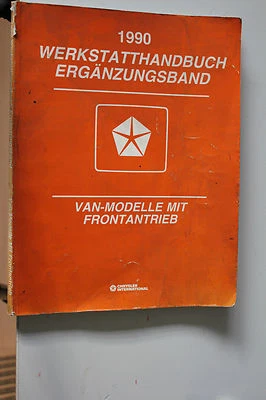 1990
WERKSTATTHANDBUCH
ERGÄNZUNGSBAND
VAN-MODELLE MIT
FRONTANTRIEB
CHRYSLER
INTERNATIONAL